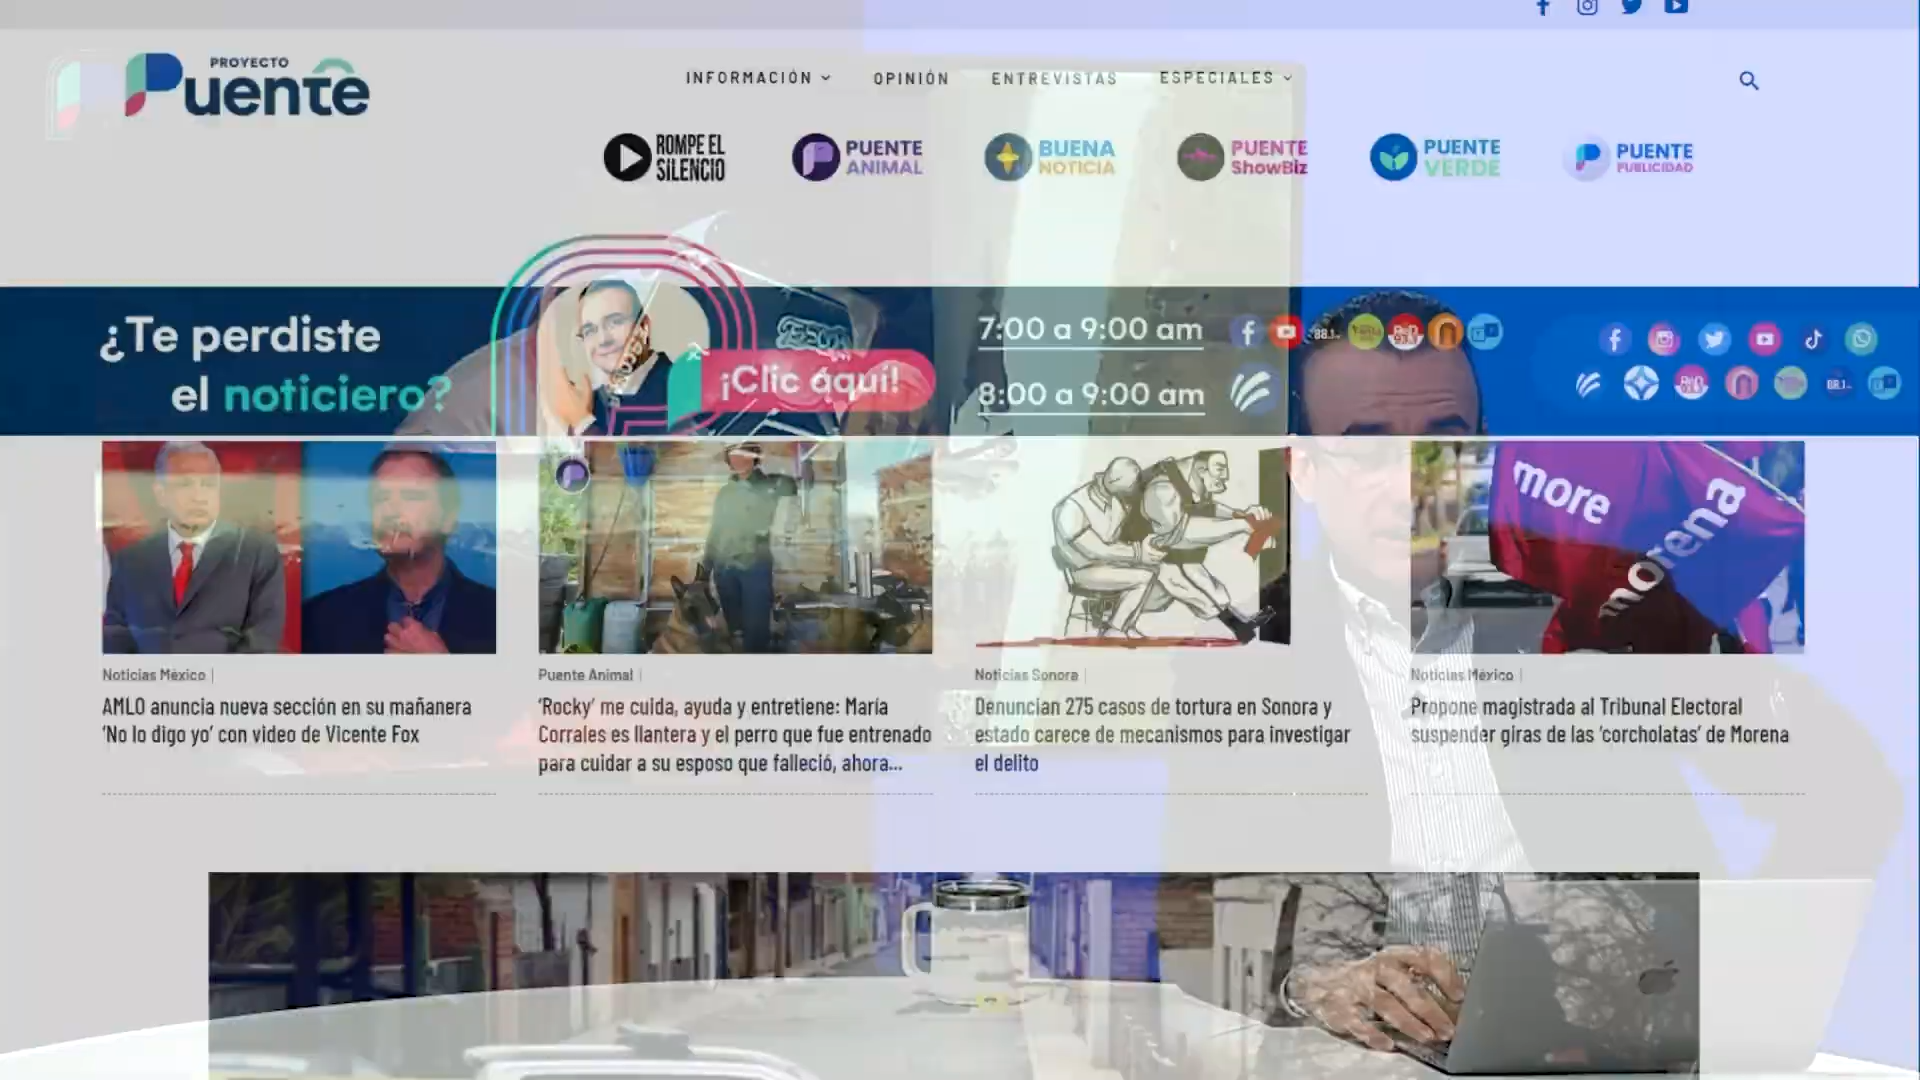 PROYECTO
Puente
INFORMACIÓN
OPINIÓN
ENTREVISTAS
ESPECIALES
ROMPE EL
SILENCIO
PUENTE
ANIMAL
BUENA
NOTICIA
PUENTE
ShowBiz
PUENTE
VERDE
PUENTE
PUBLICIDAD
¿Te perdiste
el noticiero?
¡Clic aquí!
7:00 a 9:00 am
8:00 a 9:00 am
88.1
88.1
more
morena
Noticias México |
AMLO anuncia nueva sección en su mañanera
‘No lo digo yo’ con video de Vicente Fox
Puente Animal |
‘Rocky’ me cuida, ayuda y entretiene: María
Corrales es llantera y el perro que fue entrenado
para cuidar a su esposo que falleció, ahora...
Noticias Sonora |
Denuncian 275 casos de tortura en Sonora y
estado carece de mecanismos para investigar
el delito
Noticias México |
Propone magistrada al Tribunal Electoral
suspender giras de las ‘corcholatas’ de Morena